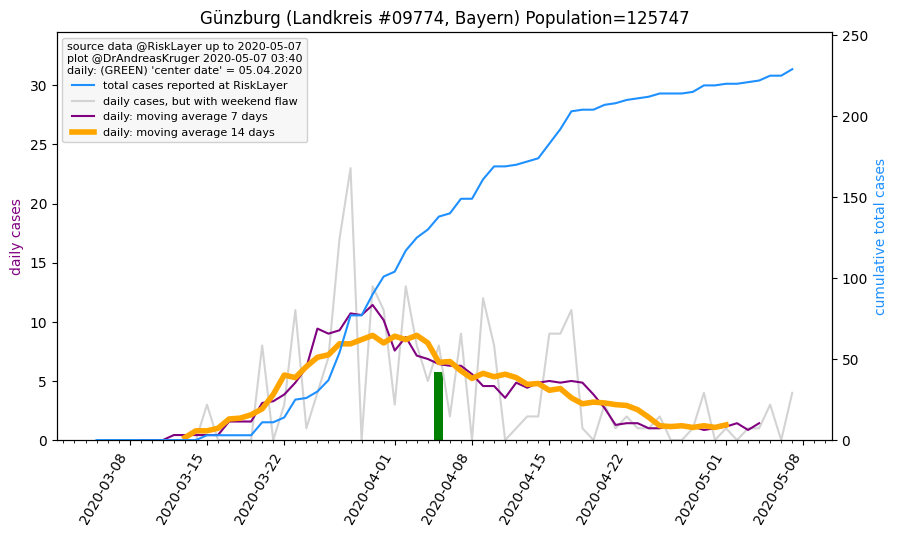 Günzburg (Landkreis #09774, Bayern) Population=125747
source data @RiskLayer up to 2020-05-07
plot @DrAndreasKruger 2020-05-07 03:40
daily: (GREEN) 'center date' = 05.04.2020
total cases reported at RiskLayer
daily cases, but with weekend flaw
daily: moving average 7 days
daily: moving average 14 days
daily cases
30
25
20
15
10
5
0
250
200
150
100
50
0
cumulative total cases
2020-03-08
2020-03-15
2020-03-22
2020-04-01
2020-04-08
2020-04-15
2020-04-22
2020-05-01
2020-05-08